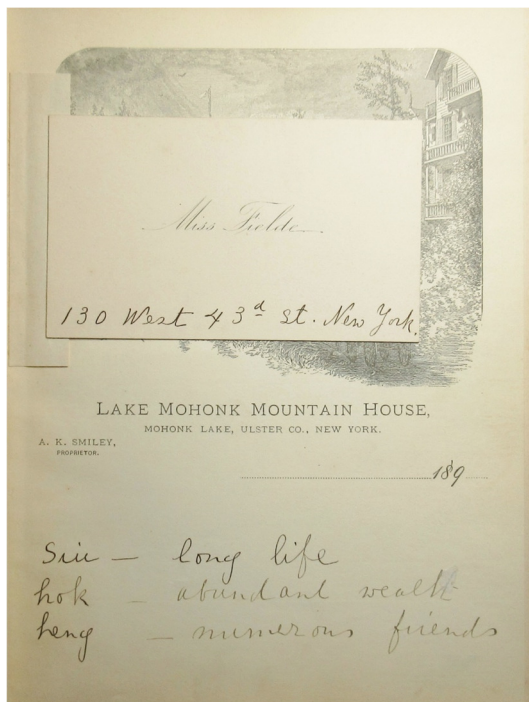 Miss Fielde.
130 West 43d St. New York.
LAKE MOHONK MOUNTAIN HOUSE,
MOHONK LAKE, ULSTER CO., NEW YORK.
A. K. SMILEY,
PROPRIETOR.
189
Siu — long life
hok — abundant wealth
heng — numerous friends